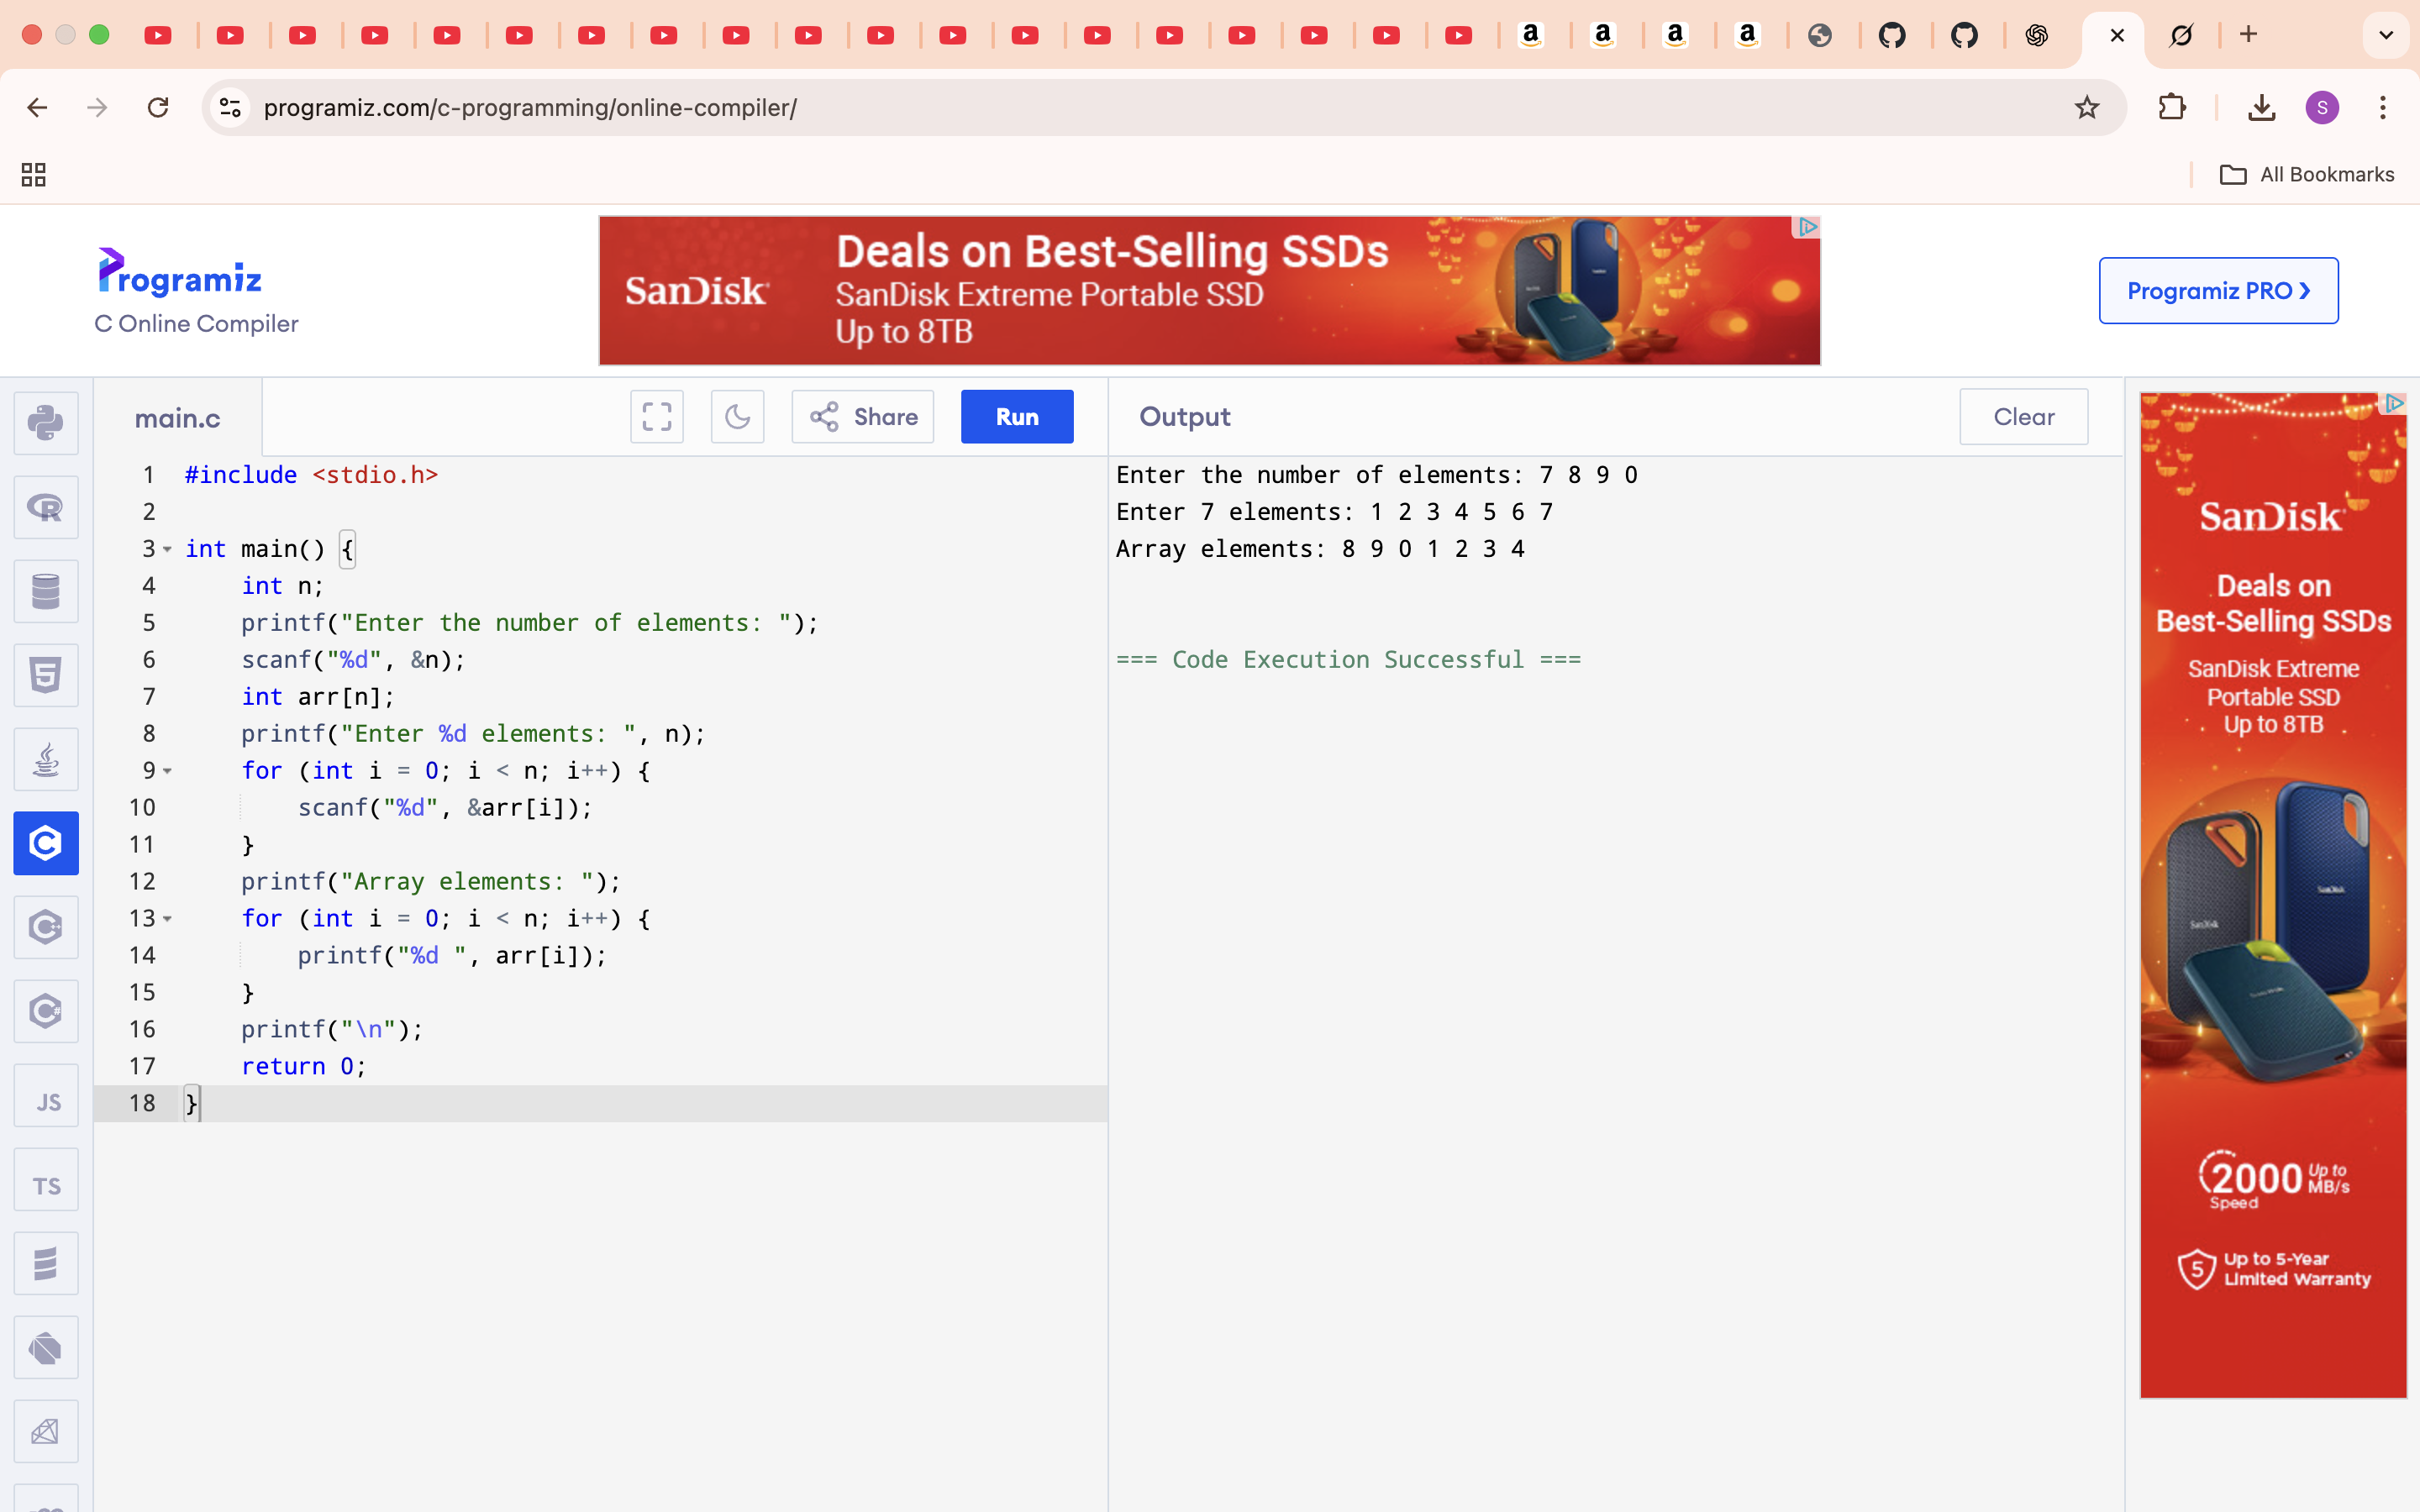 programiz.com/c-programming/online-compiler/
S
All Bookmarks
Programiz
C Online Compiler
SanDisk
Deals on Best-Selling SSDs
SanDisk Extreme Portable SSD
Up to 8TB
Programiz PRO ❯
main.c
Share
Run
Output
Clear
1 #include <stdio.h>
2
3 int main() {
4     int n;
5     printf("Enter the number of elements: ");
6     scanf("%d", &n);
7     int arr[n];
8     printf("Enter %d elements: ", n);
9     for (int i = 0; i < n; i++) {
10         scanf("%d", &arr[i]);
11     }
12     printf("Array elements: ");
13     for (int i = 0; i < n; i++) {
14         printf("%d ", arr[i]);
15     }
16     printf("\n");
17     return 0;
18 }
Enter the number of elements: 7 8 9 0
Enter 7 elements: 1 2 3 4 5 6 7
Array elements: 8 9 0 1 2 3 4
=== Code Execution Successful ===
JS
TS
SanDisk
Deals on
Best-Selling SSDs
SanDisk Extreme
Portable SSD
Up to 8TB
SanDisk
SanDisk
2000 Up to MB/s
Speed
5
Up to 5-Year
Limited Warranty